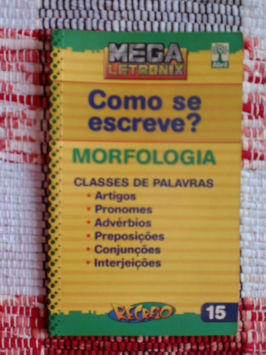 MEGA
LETRONIX
Abril
Como se
escreve?
MORFOLOGIA
CLASSES DE PALAVRAS
• Artigos
• Pronomes
• Advérbios
• Preposições
• Conjunções
• Interjeições
RECREIO
15